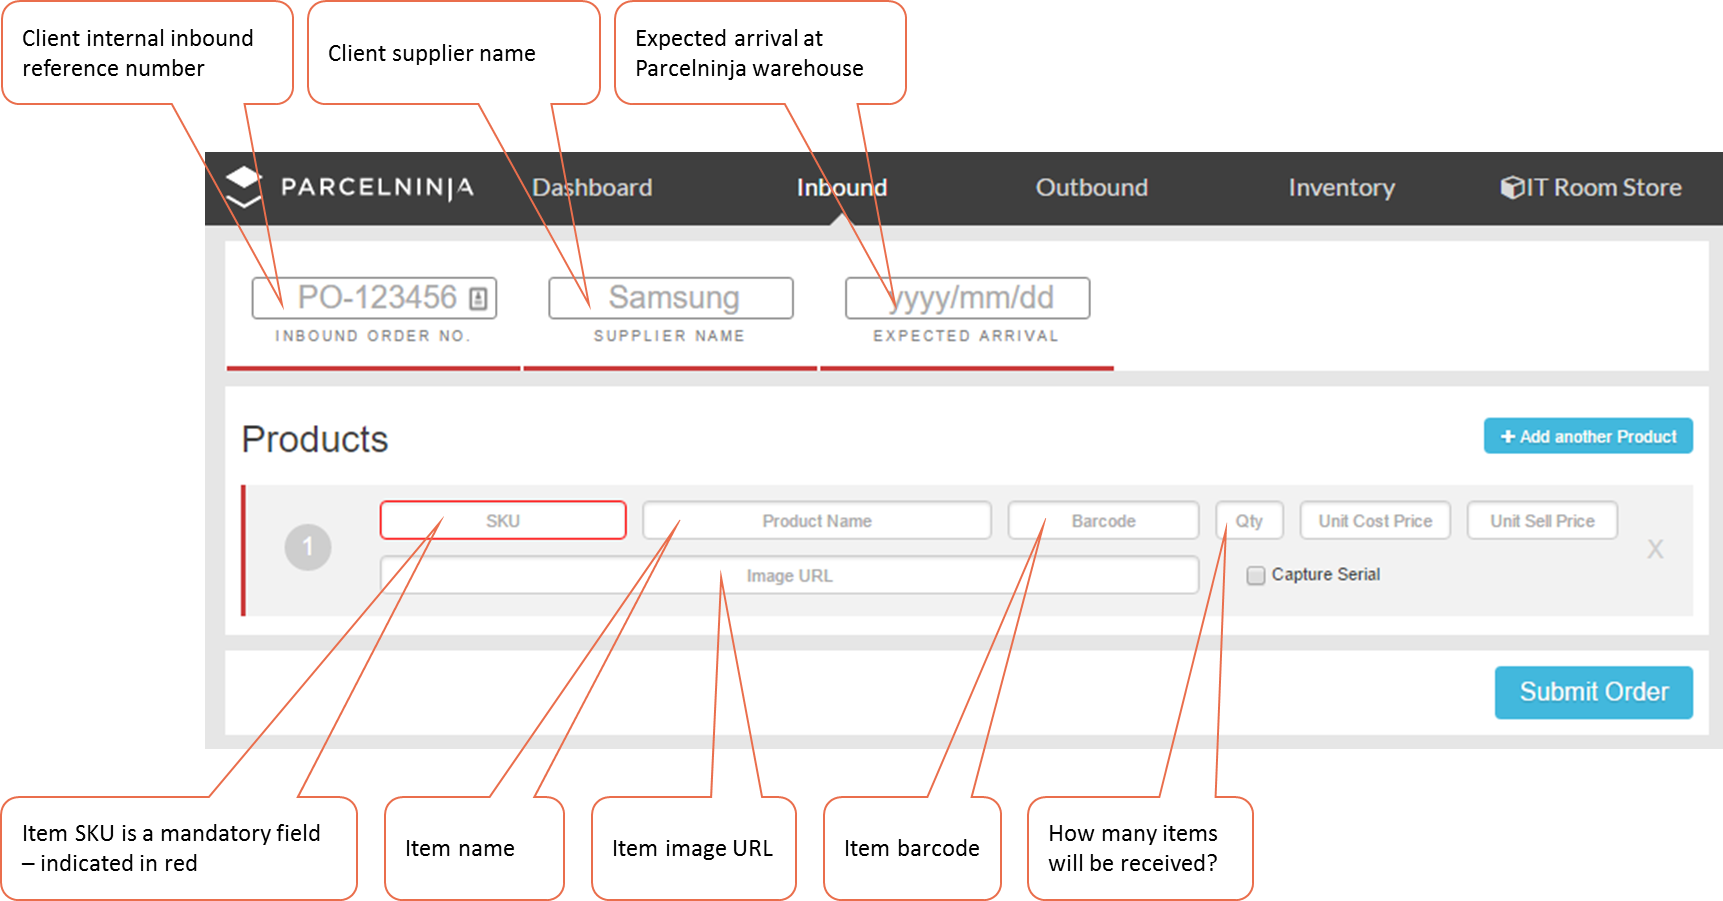 Client internal inbound
reference number
Client supplier name
Expected arrival at
Parcelninja warehouse
PARCELNINJA
Dashboard
Inbound
Outbound
Inventory
IT Room Store
PO-123456
Samsung
yyyy/mm/dd
INBOUND ORDER NO.
SUPPLIER NAME
EXPECTED ARRIVAL
Products
+ Add another Product
1
SKU
Product Name
Barcode
Qty
Unit Cost Price
Unit Sell Price
X
Image URL
Capture Serial
Submit Order
Item SKU is a mandatory field
– indicated in red
Item name
Item image URL
Item barcode
How many items
will be received?